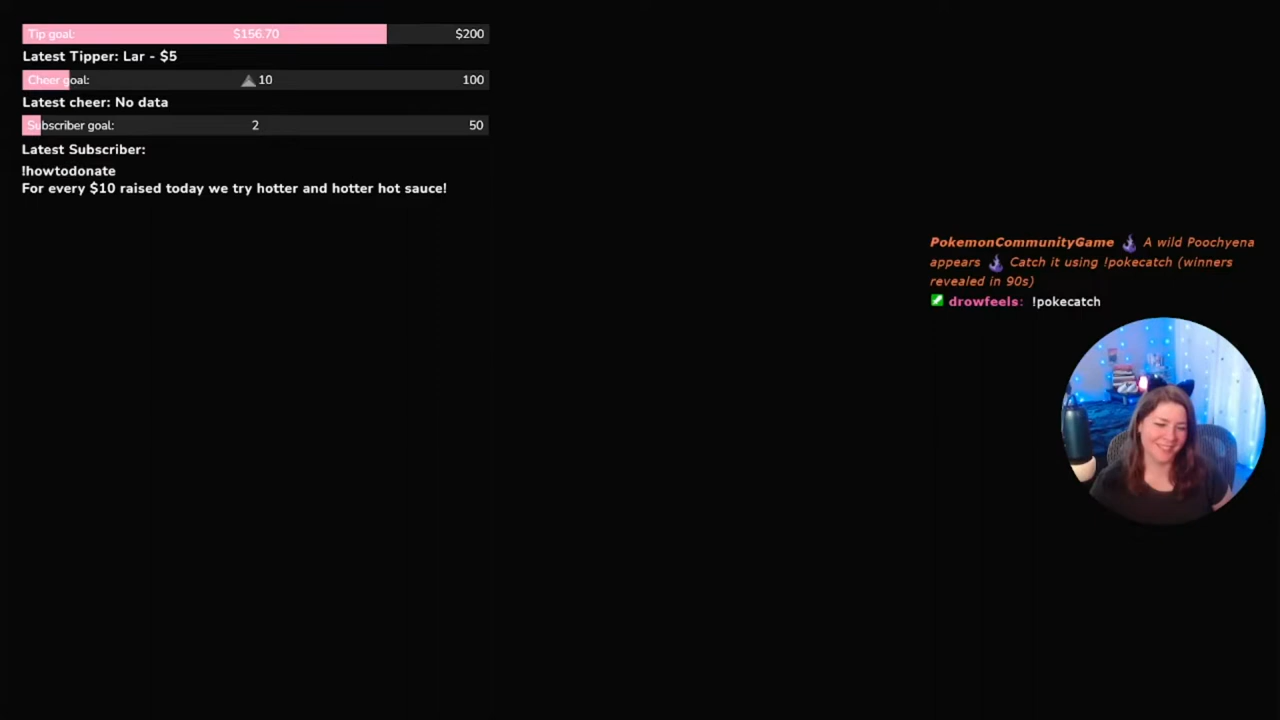 Tip goal: $156.70 $200
Latest Tipper: Lar - $5
Cheer goal: 10 100
Latest cheer: No data
Subscriber goal: 2 50
Latest Subscriber:
!howtodonate
For every $10 raised today we try hotter and hotter hot sauce!
PokemonCommunityGame A wild Poochyena
appears Catch it using !pokecatch (winners
revealed in 90s)
drowfeels: !pokecatch